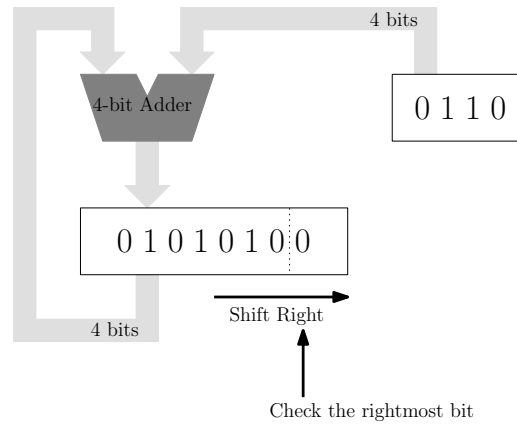 4 bits
4-bit Adder
0 1 1 0
0 1 0 1 0 1 0 0
4 bits
Shift Right
Check the rightmost bit